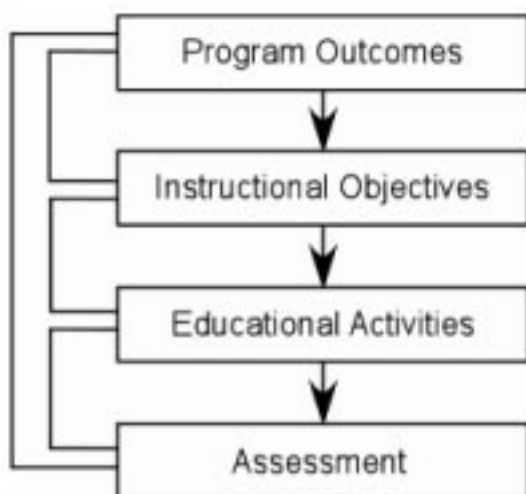 Program Outcomes
Instructional Objectives
Educational Activities
Assessment